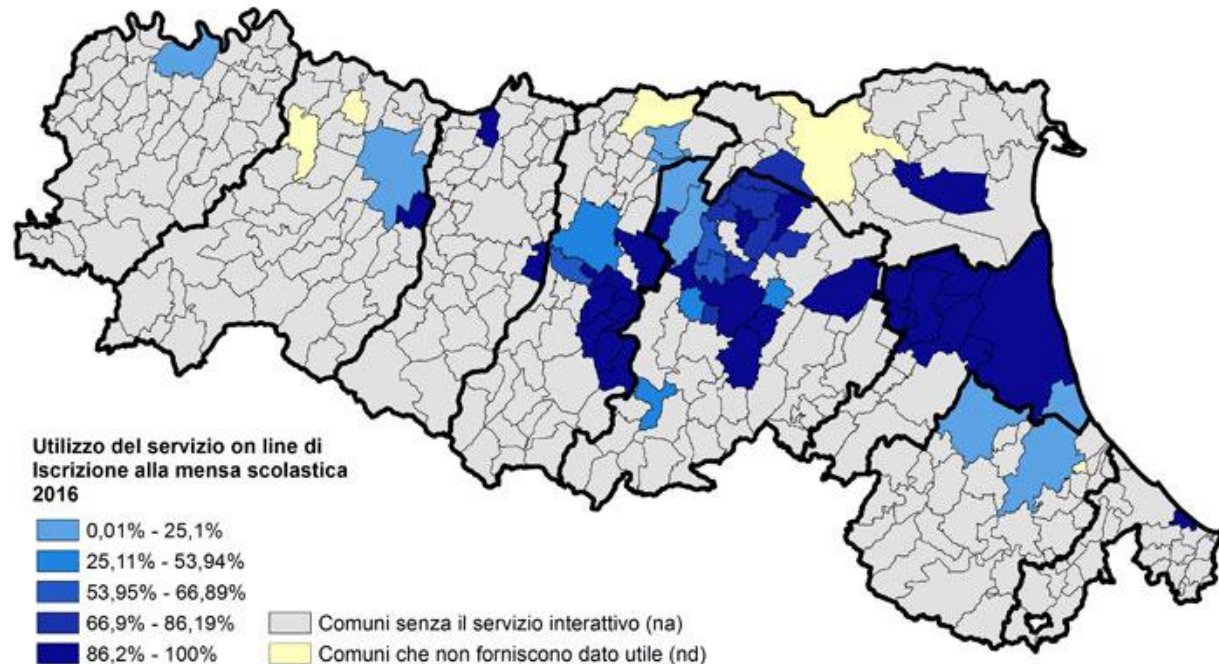 Utilizzo del servizio on line di
Iscrizione alla mensa scolastica
2016
0,01% - 25,1%
25,11% - 53,94%
53,95% - 66,89%
66,9% - 86,19%
86,2% - 100%
Comuni senza il servizio interattivo (na)
Comuni che non forniscono dato utile (nd)